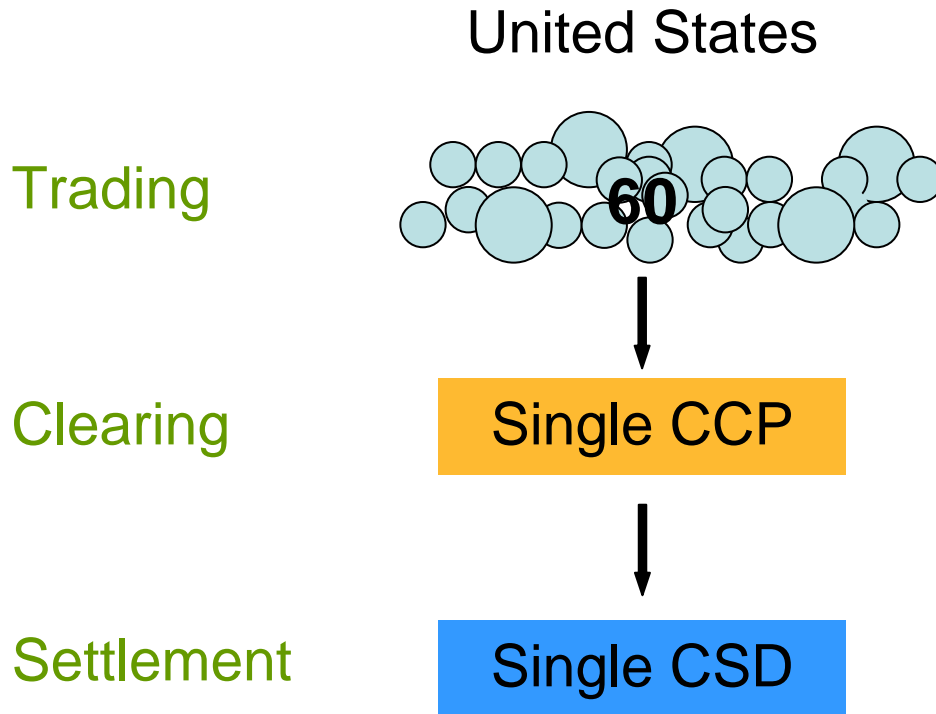 United States
Trading
60
Clearing
Single CCP
Settlement
Single CSD